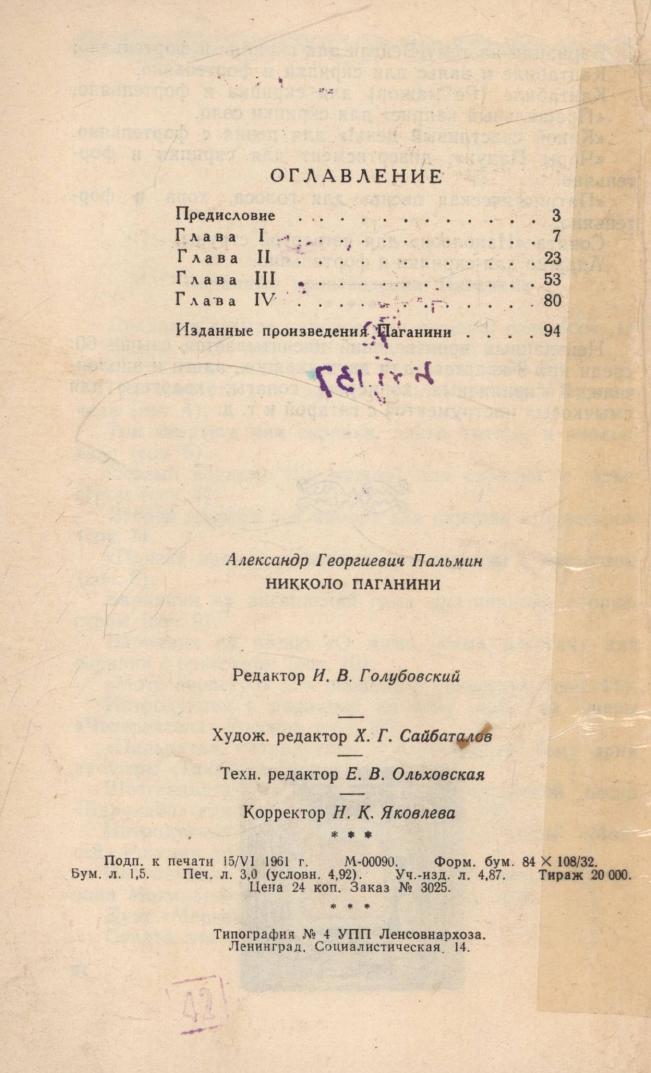 ОГЛАВЛЕНИЕ
Предисловие . . . . . . . . . . . . 3
Глава I . . . . . . . . . . . . 7
Глава II . . . . . . . . . . . . 23
Глава III . . . . . . . . . . . . 53
Глава IV . . . . . . . . . . . . 80
Изданные произведения Паганини . . . . 94
Александр Георгиевич Пальмин
НИККОЛО ПАГАНИНИ
Редактор И. В. Голубовский
Худож. редактор Х. Г. Сайбаталов
Техн. редактор Е. В. Ольховская
Корректор Н. К. Яковлева
* * *
Подп. к печати 15/VI 1961 г. М-00090. Форм. бум. 84 × 108/32.
Бум. л. 1,5. Печ. л. 3,0 (условн. 4,92). Уч.-изд. л. 4,87. Тираж 20 000.
Цена 24 коп. Заказ № 3025.
* * *
Типография № 4 УПП Ленсовнархоза.
Ленинград, Социалистическая, 14.
42